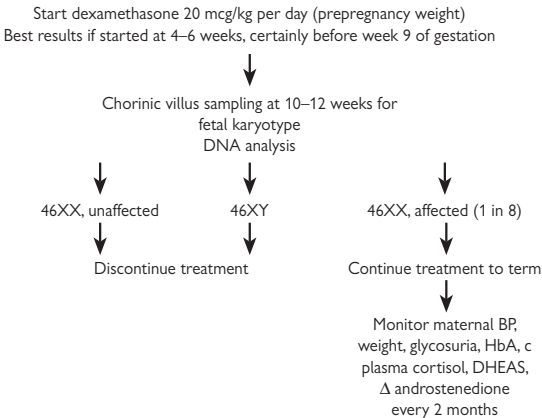 Start dexamethasone 20 mcg/kg per day (prepregnancy weight)
Best results if started at 4–6 weeks, certainly before week 9 of gestation
Chorinic villus sampling at 10–12 weeks for
fetal karyotype
DNA analysis
46XX, unaffected
46XY
46XX, affected (1 in 8)
Discontinue treatment
Continue treatment to term
Monitor maternal BP,
weight, glycosuria, HbA, c
plasma cortisol, DHEAS,
Δ androstenedione
every 2 months